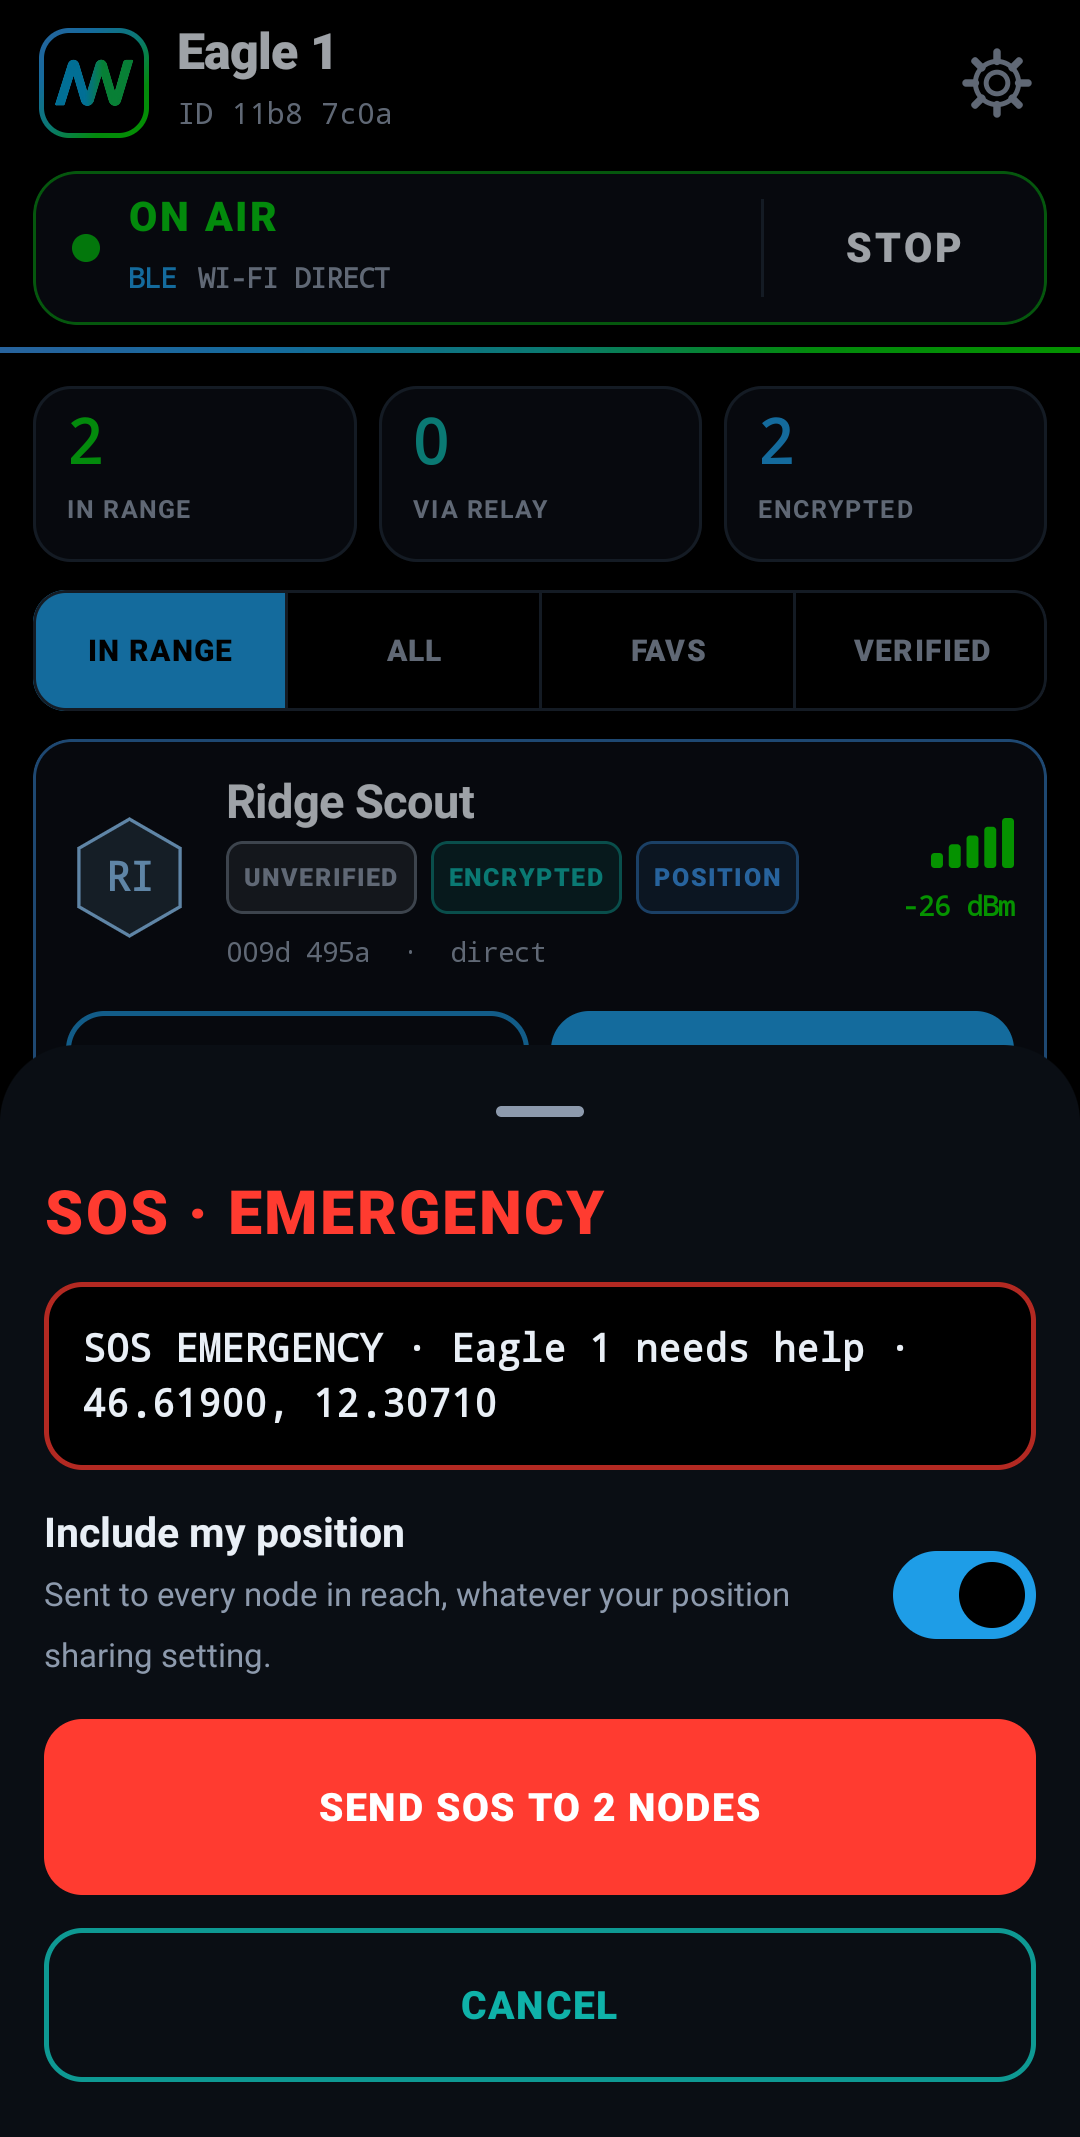 Eagle 1
ID 11b8 7c0a
ON AIR
BLE WI-FI DIRECT
STOP
2
IN RANGE
0
VIA RELAY
2
ENCRYPTED
IN RANGE
ALL
FAVS
VERIFIED
RI
Ridge Scout
UNVERIFIED
ENCRYPTED
POSITION
-26 dBm
009d 495a · direct
SOS · EMERGENCY
SOS EMERGENCY · Eagle 1 needs help ·
46.61900, 12.30710
Include my position
Sent to every node in reach, whatever your position
sharing setting.
SEND SOS TO 2 NODES
CANCEL